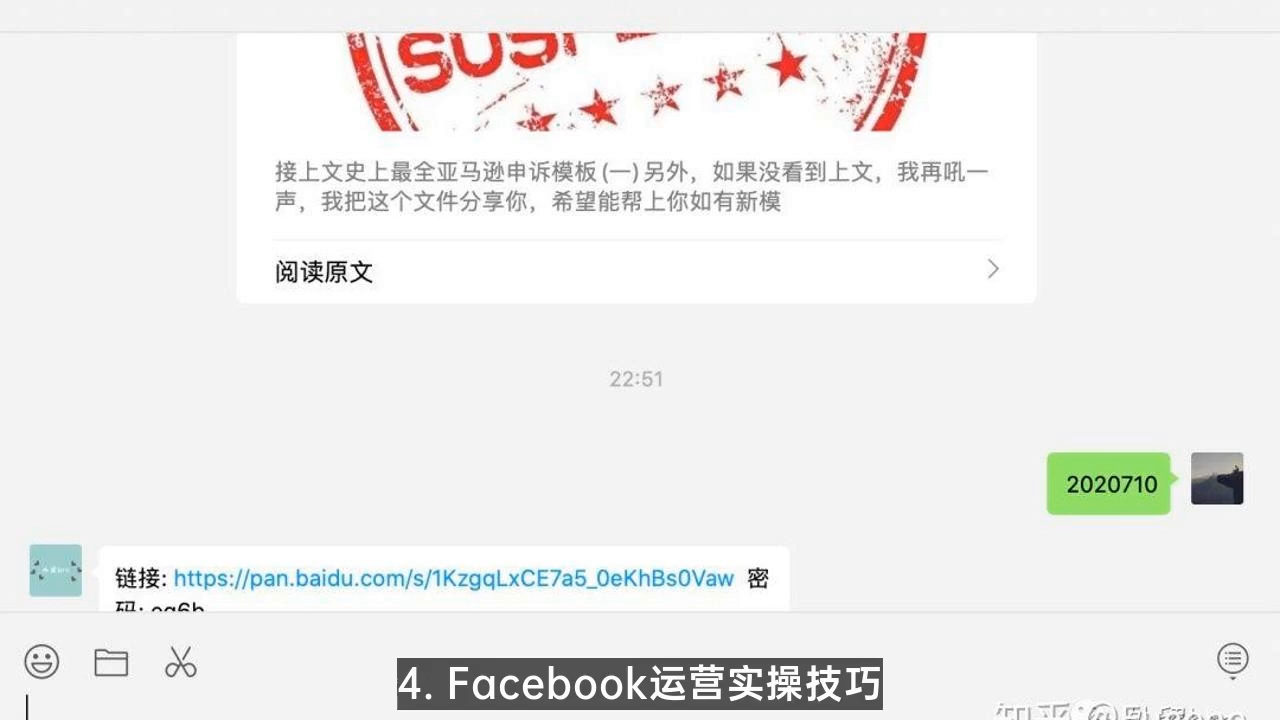 接上文史上最全亚马逊申诉模板(一)另外，如果没看到上文，我再吼一
声，我把这个文件分享你，希望能帮上你如有新模
阅读原文
22:51
2020710
链接: https://pan.baidu.com/s/1KzgqLxCE7a5_0eKhBs0Vaw 密
4. Facebook运营实操技巧